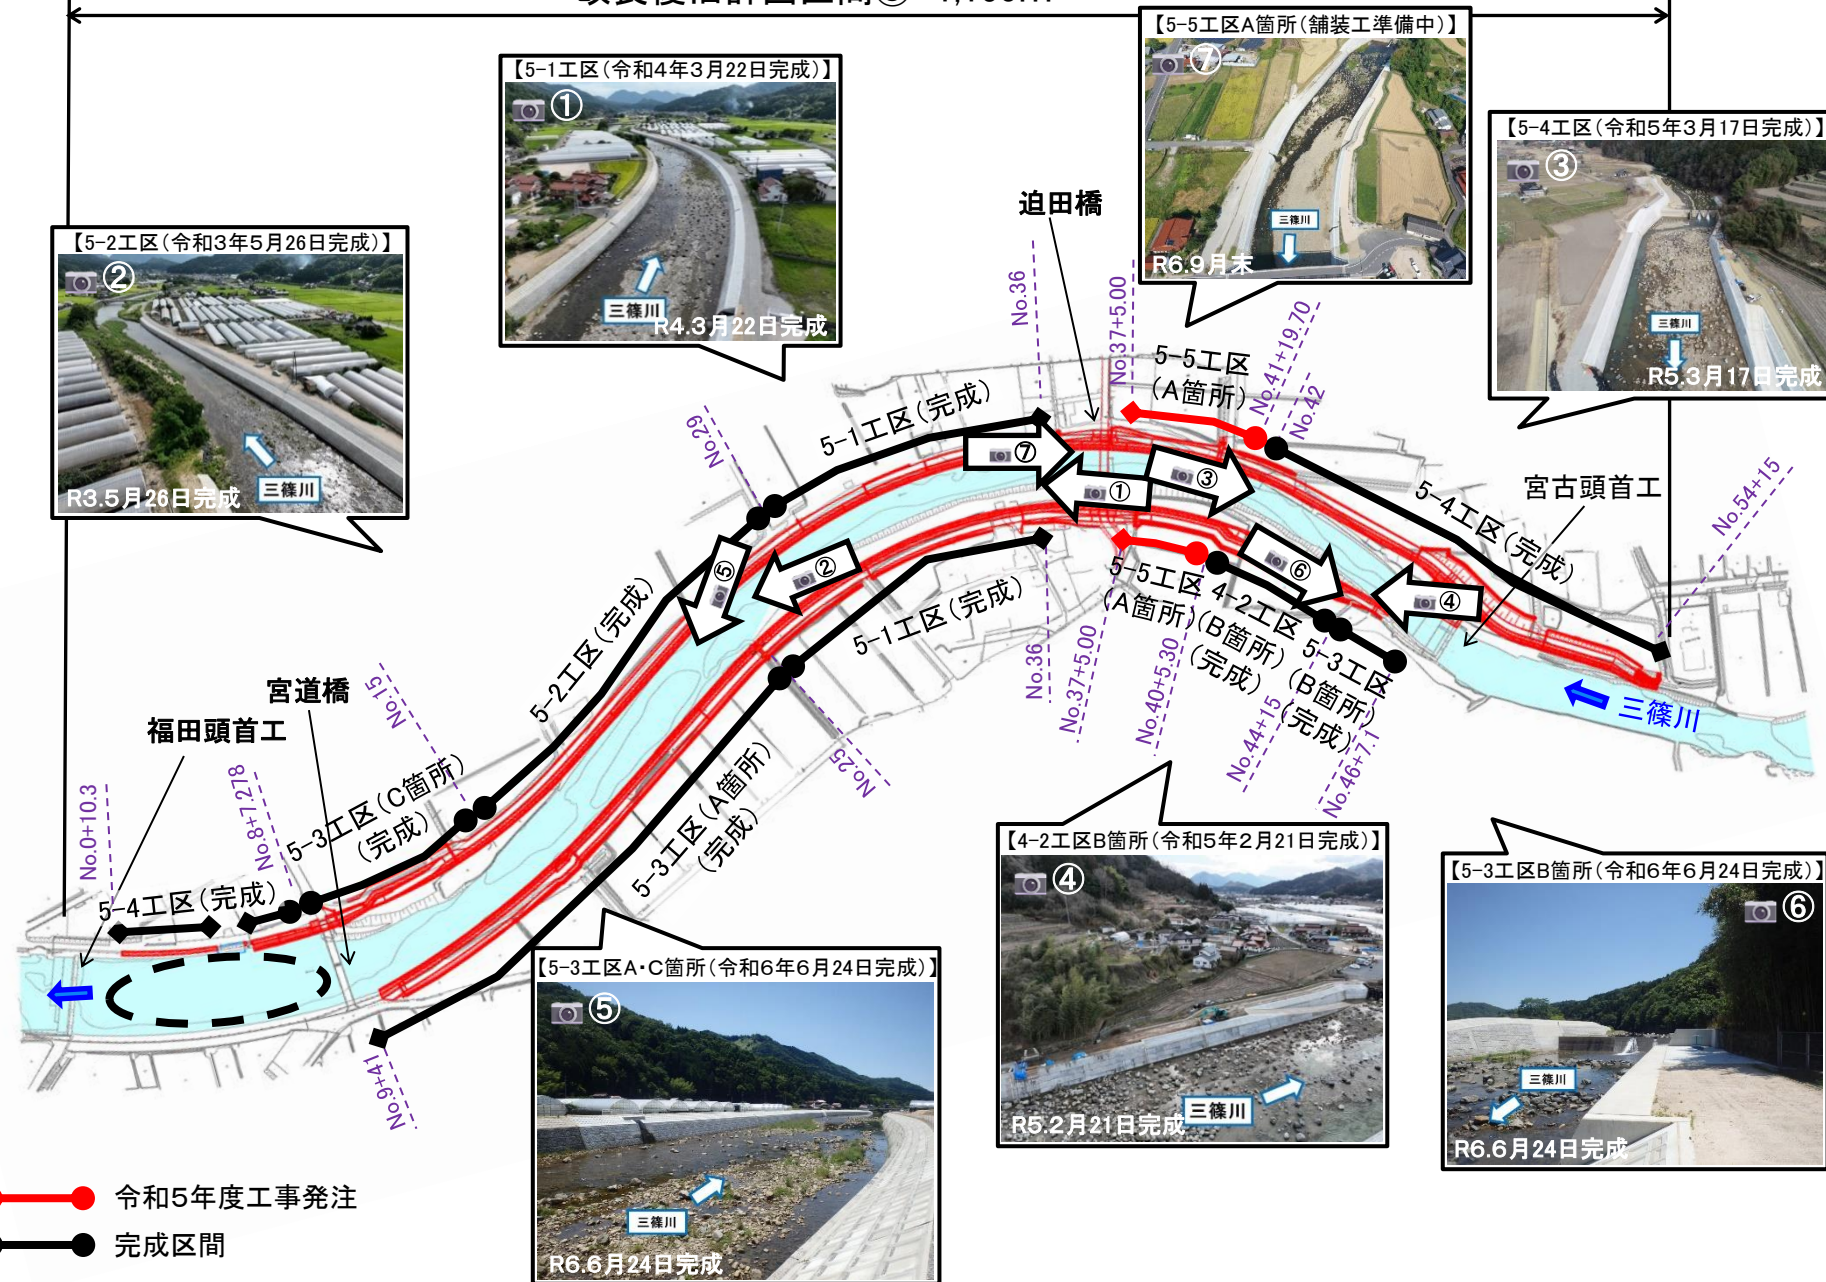 【5-5工区A箇所(舗装工準備中)】
⑦
三篠川
R6.9月末
【5-1工区(令和4年3月22日完成)】
①
三篠川
R4.3月22日完成
【5-4工区(令和5年3月17日完成)】
③
三篠川
R5.3月17日完成
【5-2工区(令和3年5月26日完成)】
②
三篠川
R3.5月26日完成
迫田橋
No.36
No.37+5.00
5-5工区
(A箇所)
No.41+19.70
No.42
No.29
5-1工区(完成)
⑦
①
③
5-4工区(完成)
宮古頭首工
No.54+15
⑤
②
⑥
④
5-2工区(完成)
5-1工区(完成)
No.36
No.37+5.00
5-5工区
(A箇所)
No.40+5.30
4-2工区
(B箇所)
(完成)
No.44+15
5-3工区
(B箇所)
(完成)
No.46+7.1
三篠川
宮道橋
No.15
福田頭首工
No.25
No.0+10.3
No.8+7.278
5-3工区(C箇所)
(完成)
5-3工区(A箇所)
(完成)
5-4工区(完成)
No.9+41
【4-2工区B箇所(令和5年2月21日完成)】
④
三篠川
R5.2月21日完成
【5-3工区B箇所(令和6年6月24日完成)】
⑥
三篠川
R6.6月24日完成
【5-3工区A・C箇所(令和6年6月24日完成)】
⑤
三篠川
R6.6月24日完成
令和5年度工事発注
完成区間